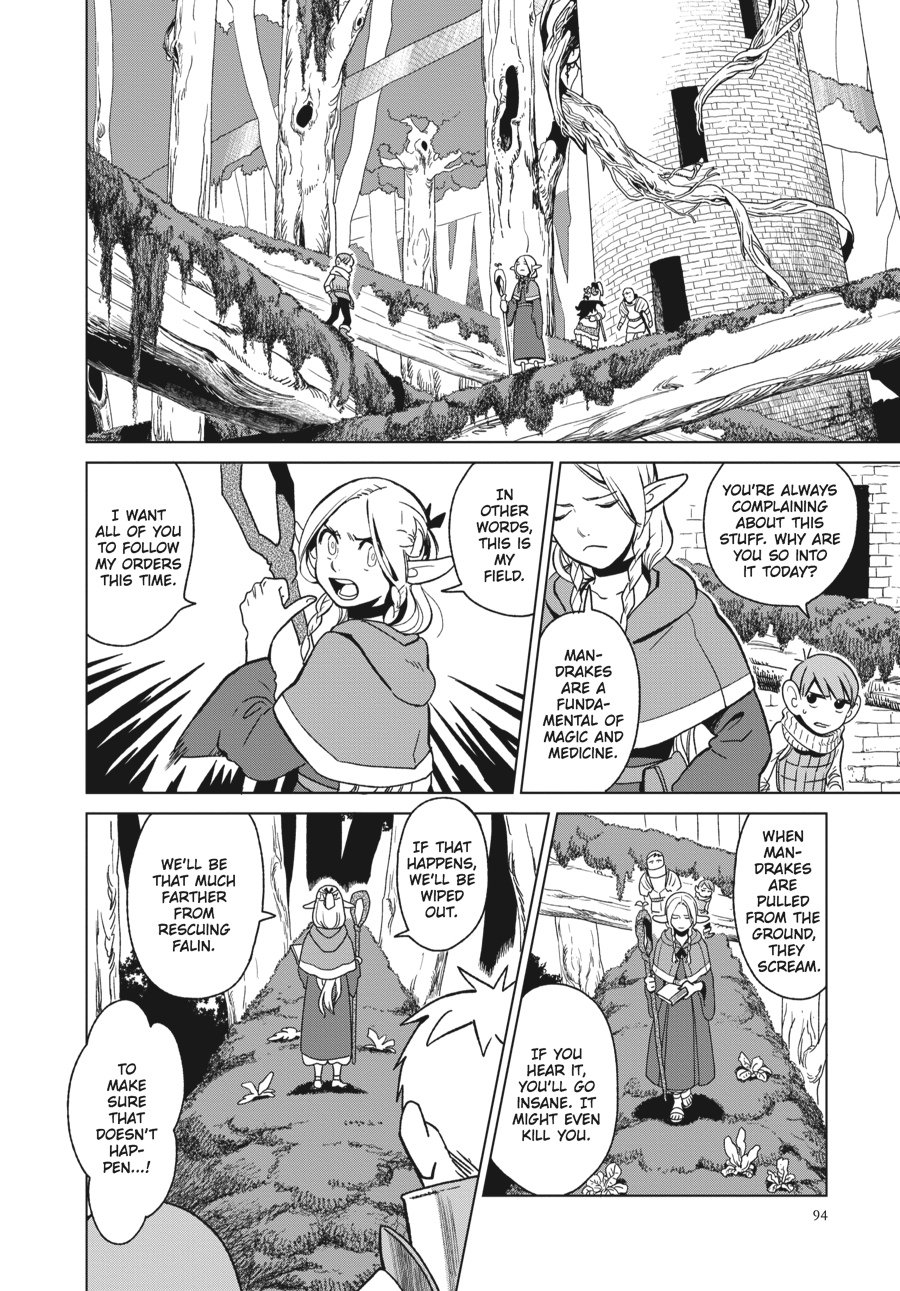 YOU'RE ALWAYS
COMPLAINING
ABOUT THIS
STUFF. WHY ARE
YOU SO INTO
IT TODAY?
MAN-
DRAKES
ARE A
FUNDA-
MENTAL OF
MAGIC AND
MEDICINE.
IN
OTHER
WORDS,
THIS IS
MY
FIELD.
I WANT
ALL OF YOU
TO FOLLOW
MY ORDERS
THIS TIME.
WHEN
MAN-
DRAKES
ARE
PULLED
FROM THE
GROUND,
THEY
SCREAM.
IF YOU
HEAR IT,
YOU'LL GO
INSANE. IT
MIGHT EVEN
KILL YOU.
IF THAT
HAPPENS,
WE'LL BE
WIPED
OUT.
WE'LL BE
THAT MUCH
FARTHER
FROM
RESCUING
FALIN.
TO
MAKE
SURE
THAT
DOESN'T
HAP-
PEN...!
94